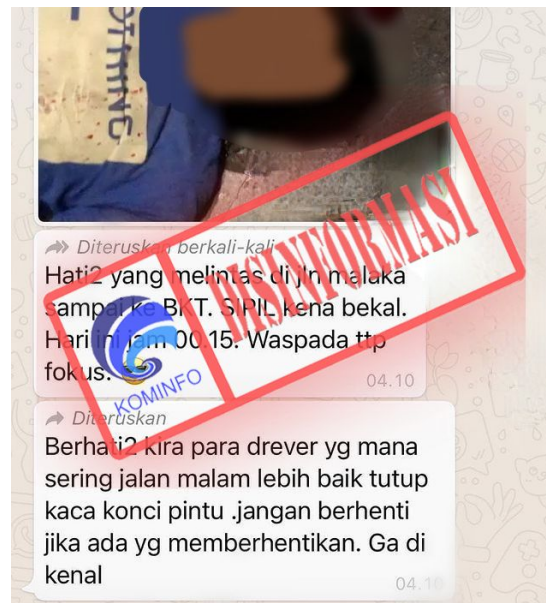 Diteruskan berkali-kali
Hati2 yang melintas di jln malaka
sampai ke BKT. SIPIL kena bekal.
Hari ini jam 00.15. Waspada ttp
fokus.
04.10
DISINFORMASI
KOMINFO
Diteruskan
Berhati2 kira para drever yg mana
sering jalan malam lebih baik tutup
kaca konci pintu .jangan berhenti
jika ada yg memberhentikan. Ga di
kenal
04.10